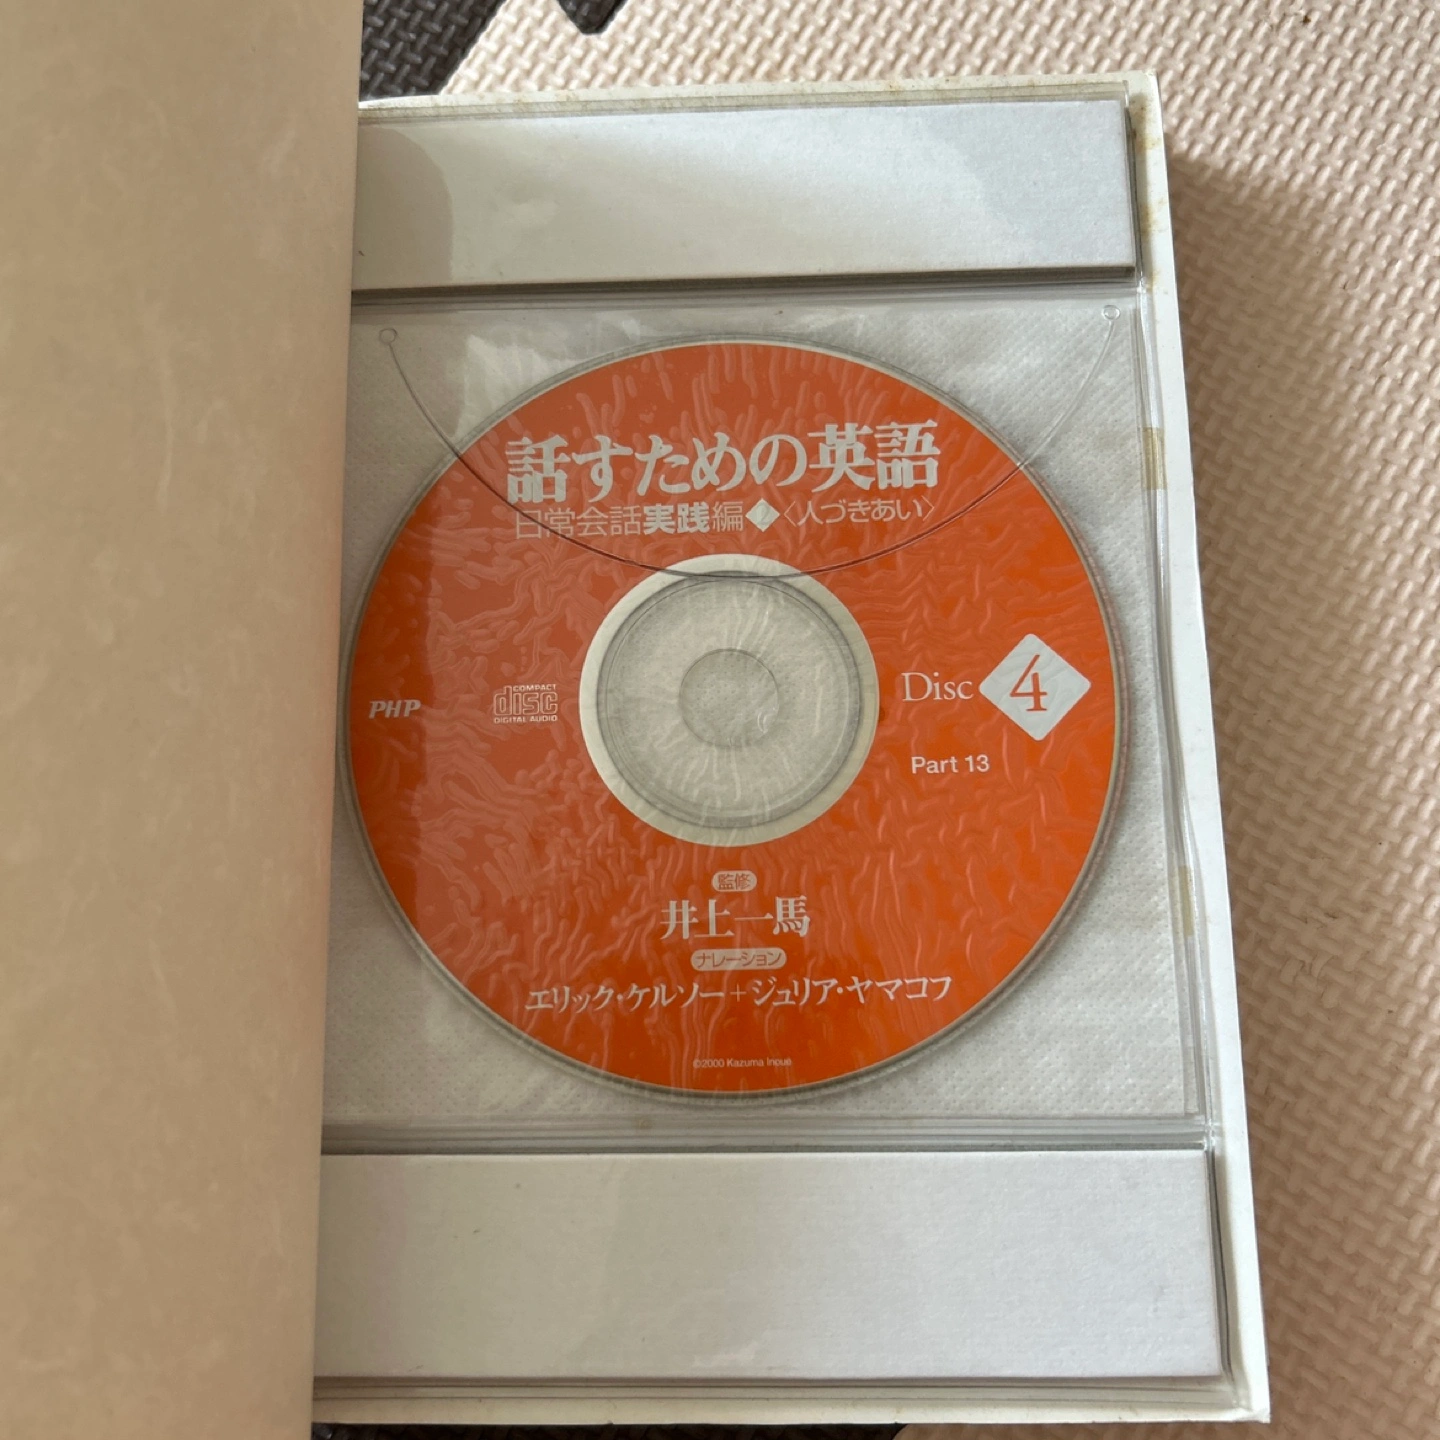 話すための英語
日常会話実践編◆2〈人づきあい〉
PHP
COMPACT
disc
DIGITAL AUDIO
Disc 4
Part 13
監修
井上一馬
ナレーション
エリック・ケルソー+ジュリア・ヤマコフ
©2000 Kazuma Inoue